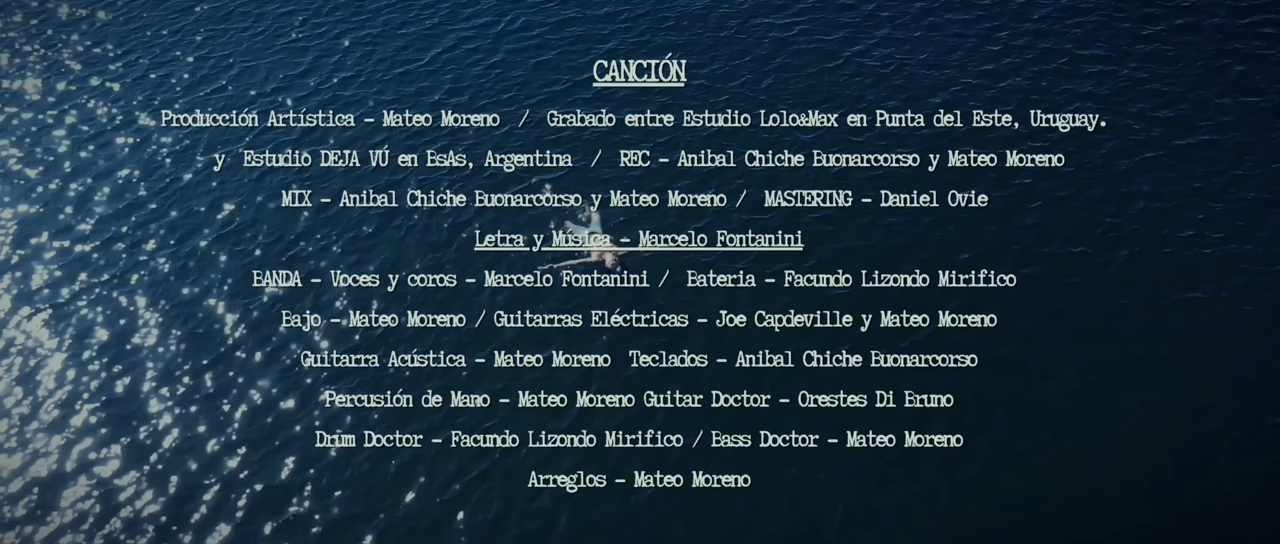 CANCIÓN
Producción Artística - Mateo Moreno / Grabado entre Estudio Lolo&Max en Punta del Este, Uruguay.
y Estudio DEJA VÚ en BsAs, Argentina / REC - Anibal Chiche Buonarcorso y Mateo Moreno
MIX - Anibal Chiche Buonarcorso y Mateo Moreno / MASTERING - Daniel Ovie
Letra y Música - Marcelo Fontanini
BANDA - Voces y coros - Marcelo Fontanini / Bateria - Facundo Lizondo Mirifico
Bajo - Mateo Moreno / Guitarras Eléctricas - Joe Capdeville y Mateo Moreno
Guitarra Acústica - Mateo Moreno Teclados - Anibal Chiche Buonarcorso
Percusión de Mano - Mateo Moreno Guitar Doctor - Orestes Di Bruno
Drum Doctor - Facundo Lizondo Mirifico / Bass Doctor - Mateo Moreno
Arreglos - Mateo Moreno